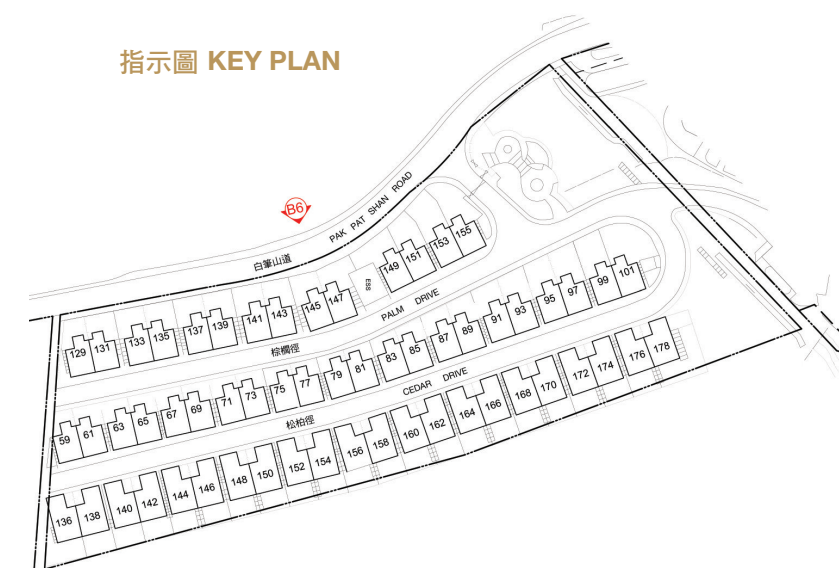 指示圖 KEY PLAN
B6
白筆山道 PAK PAT SHAN ROAD
129 131 133 135 137 139 141 143 145 147 ESS 149 151 153 155
棕櫚徑 PALM DRIVE
59 61 63 65 67 69 71 73 75 77 79 81 83 85 87 89 91 93 95 97 99 101
松柏徑 CEDAR DRIVE
136 138 140 142 144 146 148 150 152 154 156 158 160 162 164 166 168 170 172 174 176 178